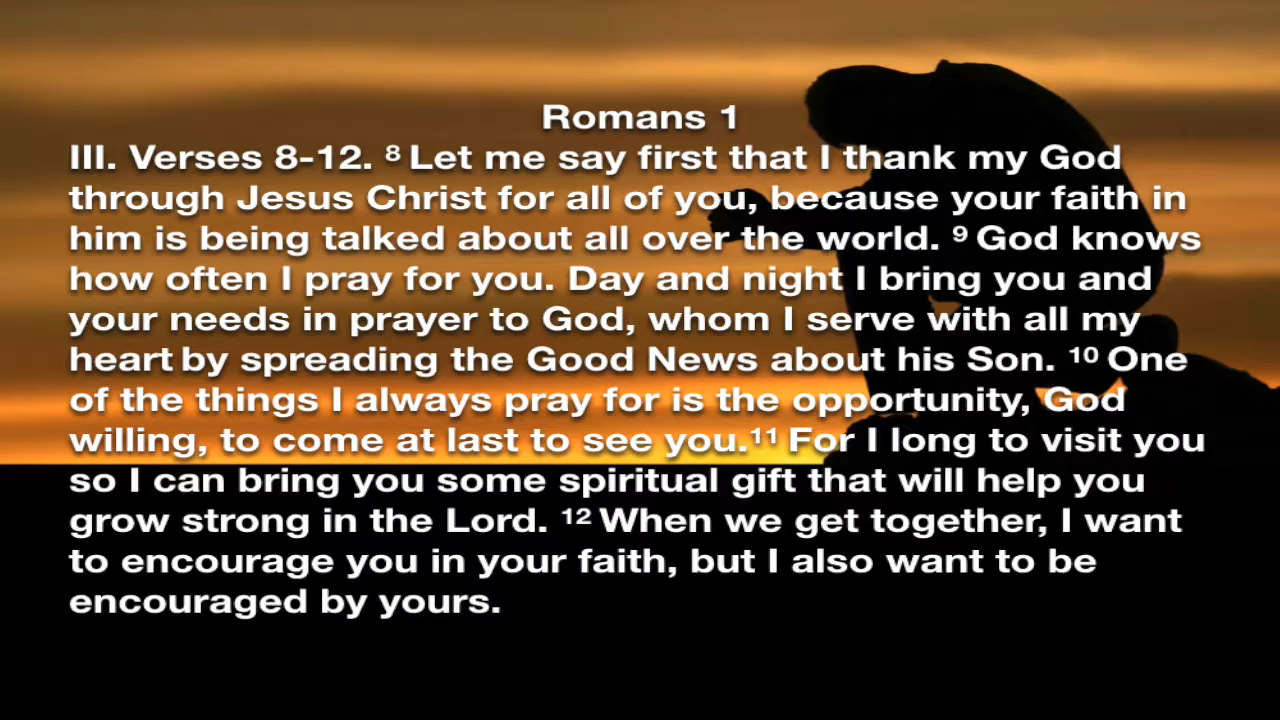 Romans 1
III. Verses 8-12. ⁸ Let me say first that I thank my God
through Jesus Christ for all of you, because your faith in
him is being talked about all over the world. ⁹ God knows
how often I pray for you. Day and night I bring you and
your needs in prayer to God, whom I serve with all my
heart by spreading the Good News about his Son. ¹⁰ One
of the things I always pray for is the opportunity, God
willing, to come at last to see you.¹¹ For I long to visit you
so I can bring you some spiritual gift that will help you
grow strong in the Lord. ¹² When we get together, I want
to encourage you in your faith, but I also want to be
encouraged by yours.